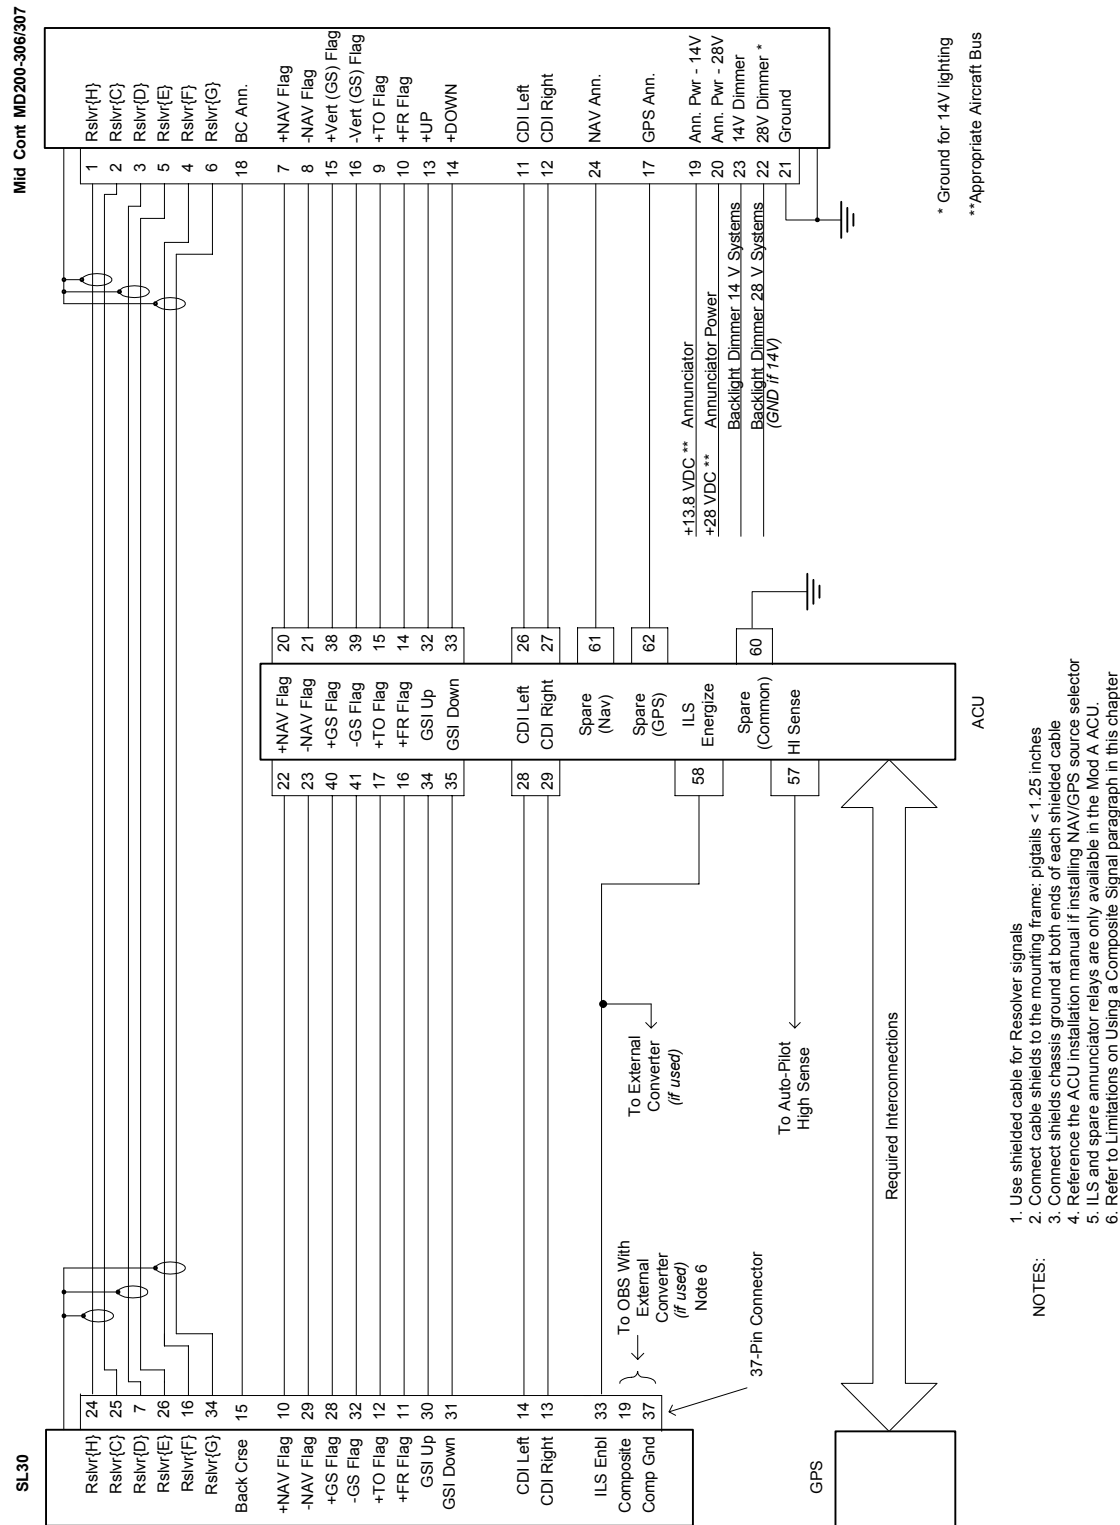 SL30
Rslvr{H}
Rslvr{C}
Rslvr{D}
Rslvr{E}
Rslvr{F}
Rslvr{G}
Back Crse
+NAV Flag
-NAV Flag
+GS Flag
-GS Flag
+TO Flag
+FR Flag
GSI Up
GSI Down
CDI Left
CDI Right
ILS Enbl
Composite
Comp Gnd
24
25
7
26
16
34
15
10
29
28
32
12
11
30
31
14
13
33
19
37
To OBS With
External
Converter
(if used)
Note 6
37-Pin Connector
To External
Converter
(if used)
To Auto-Pilot
High Sense
GPS
Required Interconnections
22
23
40
41
17
16
34
35
28
29
58
57
+NAV Flag
-NAV Flag
+GS Flag
-GS Flag
+TO Flag
+FR Flag
GSI Up
GSI Down
CDI Left
CDI Right
Spare
(Nav)
Spare
(GPS)
ILS
Energize
Spare
(Common)
HI Sense
20
21
38
39
15
14
32
33
26
27
61
62
60
ACU
+13.8 VDC ** Annunciator
+28 VDC ** Annunciator Power
Backlight Dimmer 14 V Systems
Backlight Dimmer 28 V Systems
(GND if 14V)
Mid Cont MD200-306/307
1 Rslvr{H}
2 Rslvr{C}
3 Rslvr{D}
5 Rslvr{E}
4 Rslvr{F}
6 Rslvr{G}
18 BC Ann.
7 +NAV Flag
8 -NAV Flag
15 +Vert (GS) Flag
16 -Vert (GS) Flag
9 +TO Flag
10 +FR Flag
13 +UP
14 +DOWN
11 CDI Left
12 CDI Right
24 NAV Ann.
17 GPS Ann.
19 Ann. Pwr - 14V
20 Ann. Pwr - 28V
23 14V Dimmer
22 28V Dimmer *
21 Ground
* Ground for 14V lighting
**Appropriate Aircraft Bus
NOTES:
1. Use shielded cable for Resolver signals
2. Connect cable shields to the mounting frame: pigtails < 1.25 inches
3. Connect shields chassis ground at both ends of each shielded cable
4. Reference the ACU installation manual if installing NAV/GPS source selector
5. ILS and spare annunciator relays are only available in the Mod A ACU.
6. Refer to Limitations on Using a Composite Signal paragraph in this chapter